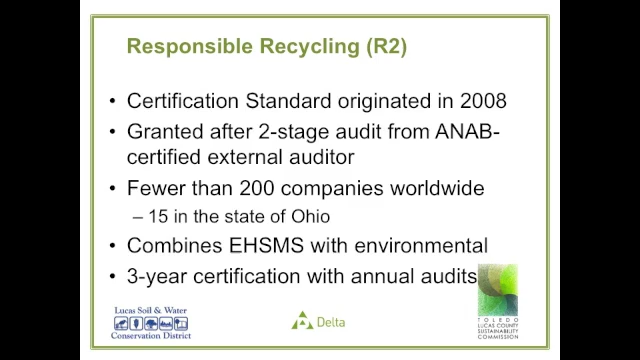 Responsible Recycling (R2)
• Certification Standard originated in 2008
• Granted after 2-stage audit from ANAB-
certified external auditor
• Fewer than 200 companies worldwide
– 15 in the state of Ohio
• Combines EHSMS with environmental
• 3-year certification with annual audits
Lucas Soil & Water
Conservation District
Delta
TOLEDO
LUCAS COUNTY
SUSTAINABILITY
COMMISSION